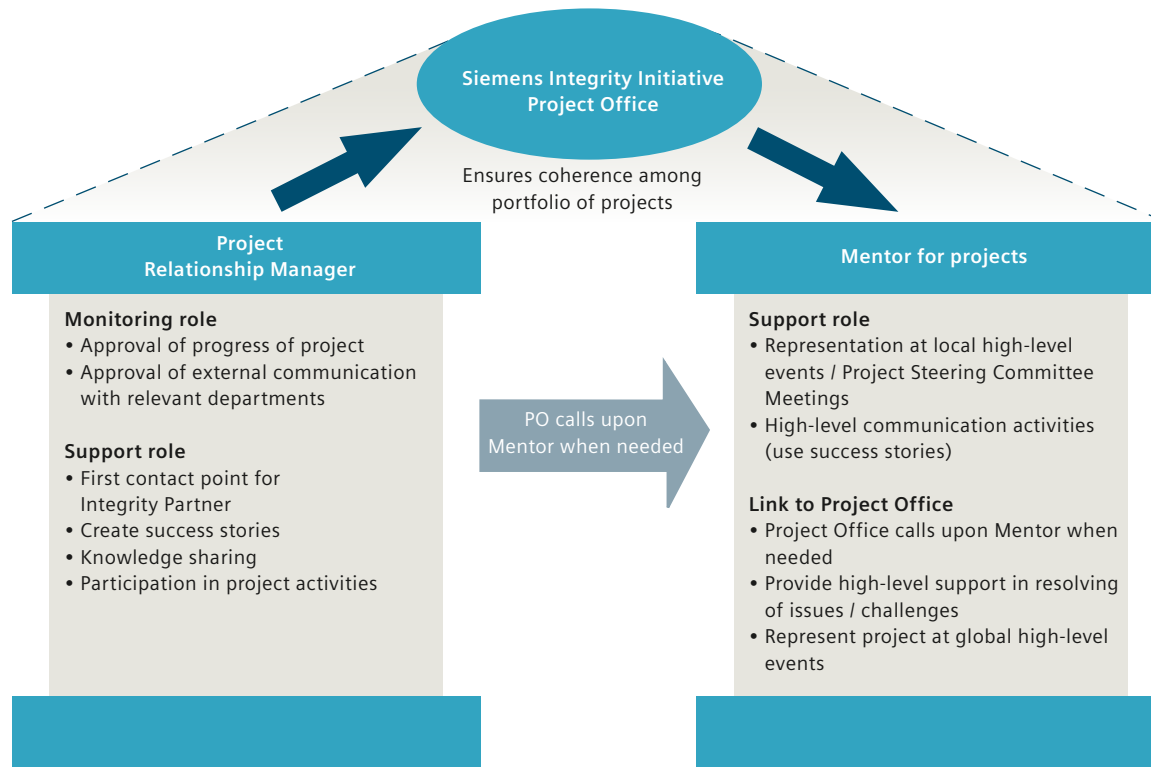 Siemens Integrity Initiative
Project Office
Ensures coherence among
portfolio of projects
Project
Relationship Manager
Monitoring role
• Approval of progress of project
• Approval of external communication
with relevant departments
Support role
• First contact point for
Integrity Partner
• Create success stories
• Knowledge sharing
• Participation in project activities
PO calls upon
Mentor when needed
Mentor for projects
Support role
• Representation at local high-level
events / Project Steering Committee
Meetings
• High-level communication activities
(use success stories)
Link to Project Office
• Project Office calls upon Mentor when
needed
• Provide high-level support in resolving
of issues / challenges
• Represent project at global high-level
events